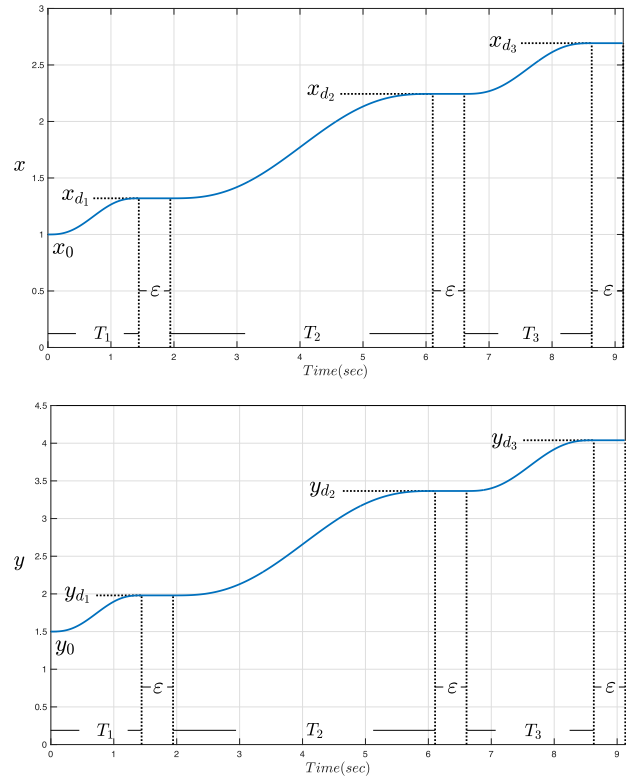 3
2.5
2
1.5
1
0.5
0
x
x_{d_3}
x_{d_2}
x_{d_1}
x_0
ε ε ε
T_1 T_2 T_3
0 1 2 3 4 5 6 7 8 9
Time(sec)
4.5
4
3.5
3
2.5
2
1.5
1
0.5
0
y
y_{d_3}
y_{d_2}
y_{d_1}
y_0
ε ε ε
T_1 T_2 T_3
0 1 2 3 4 5 6 7 8 9
Time(sec)